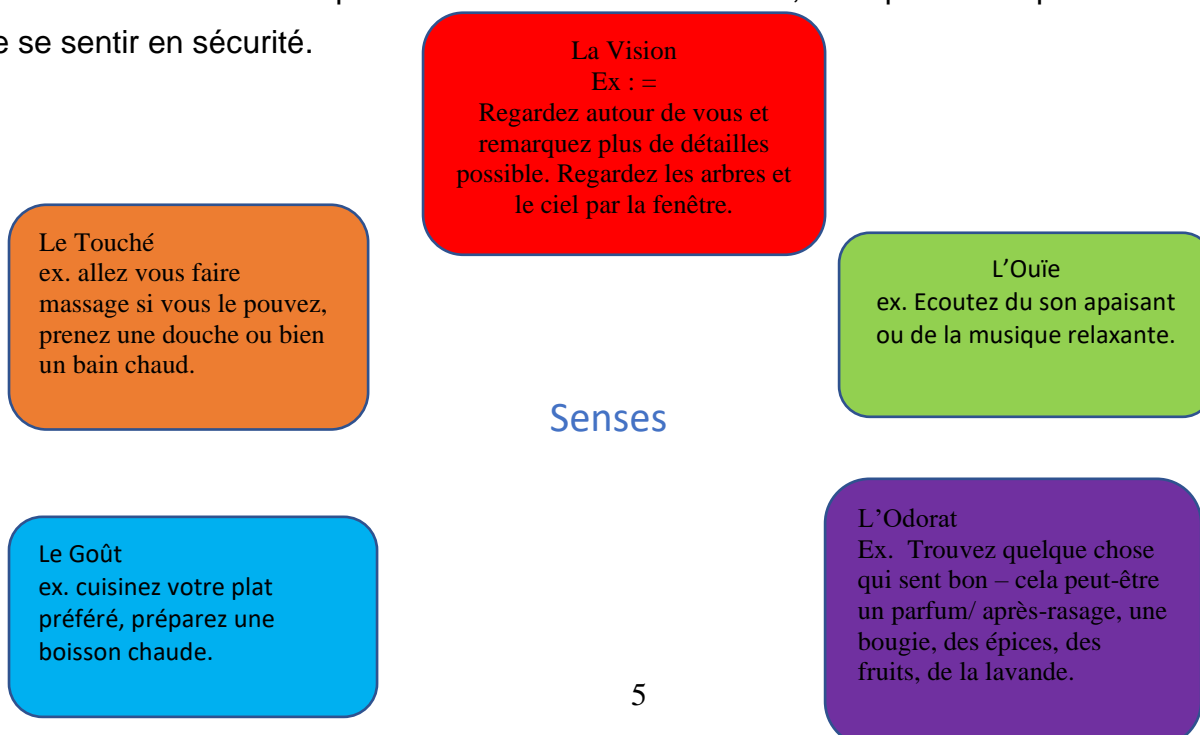 e se sentir en sécurité.
La Vision
Ex : =
Regardez autour de vous et
remarquez plus de détailles
possible. Regardez les arbres et
le ciel par la fenêtre.
Le Touché
ex. allez vous faire
massage si vous le pouvez,
prenez une douche ou bien
un bain chaud.
L'Ouïe
ex. Ecoutez du son apaisant
ou de la musique relaxante.
Senses
Le Goût
ex. cuisinez votre plat
préféré, préparez une
boisson chaude.
L'Odorat
Ex.  Trouvez quelque chose
qui sent bon – cela peut-être
un parfum/ après-rasage, une
bougie, des épices, des
fruits, de la lavande.
5